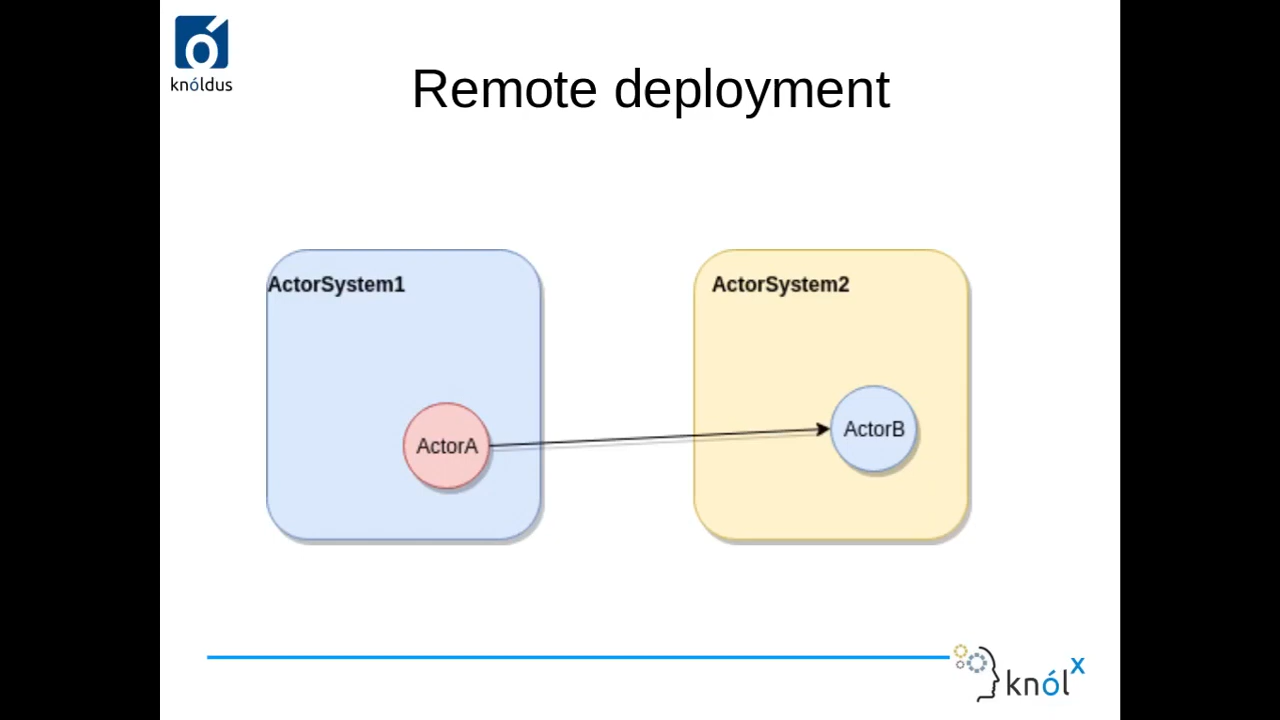 knóldus
Remote deployment
ActorSystem1
ActorSystem2
ActorA
ActorB
knól x